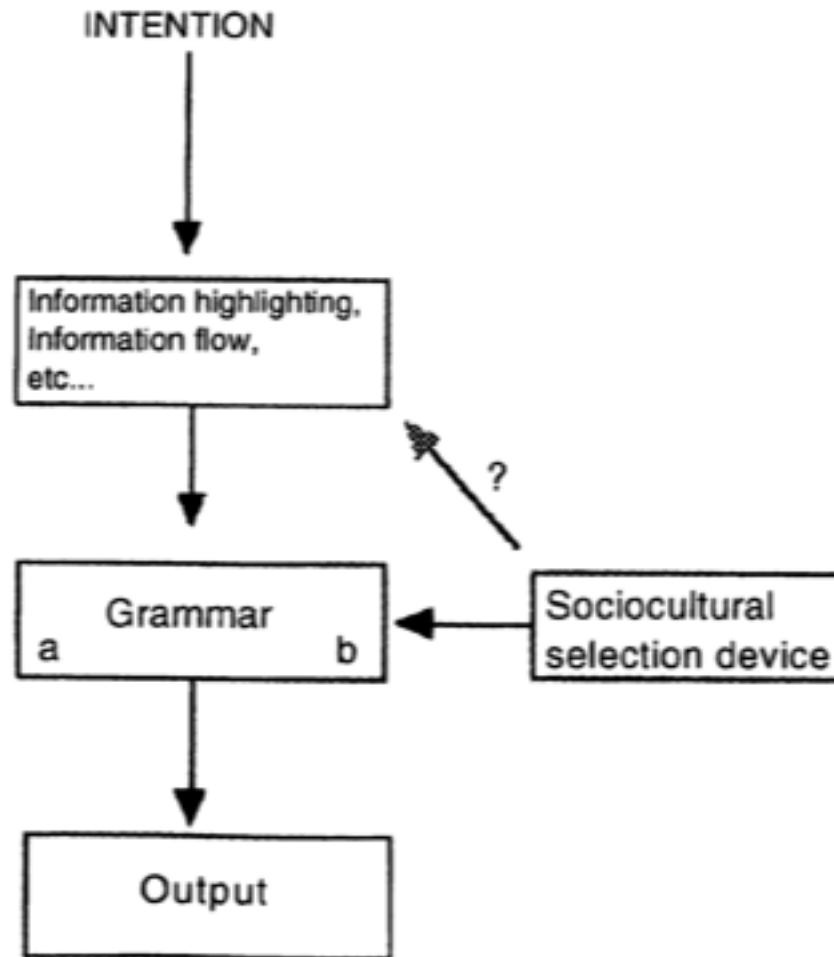 INTENTION
Information highlighting,
Information flow,
etc...
?
Grammar
a b
Sociocultural
selection device
Output